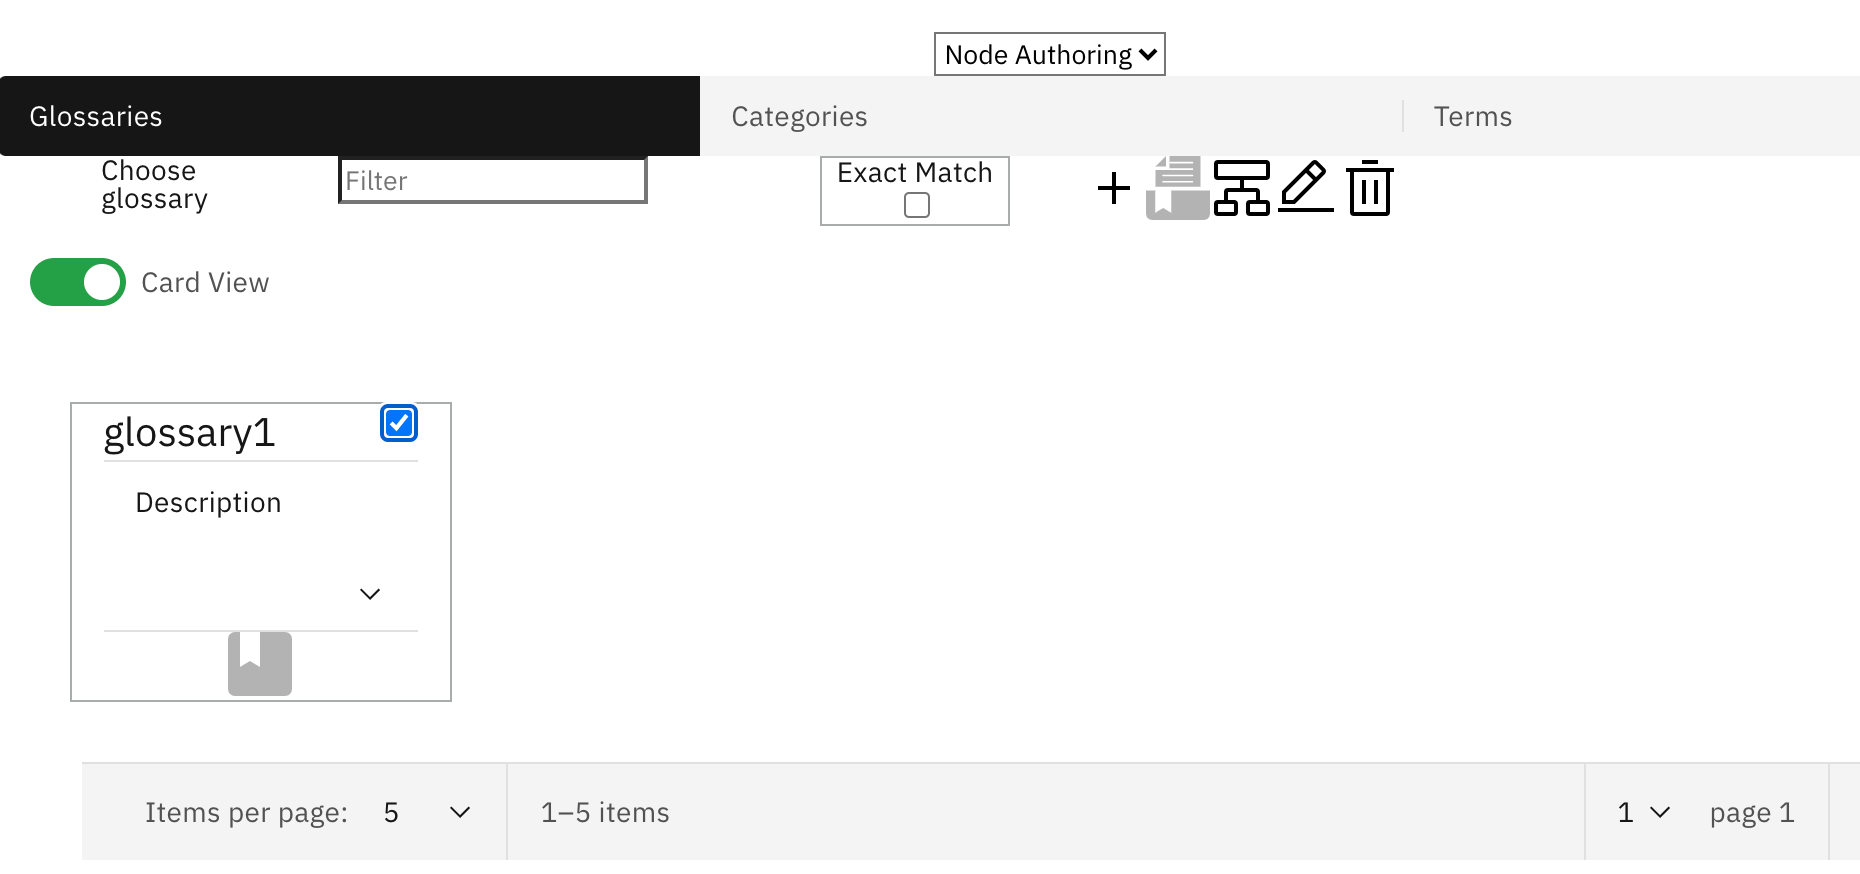 Node Authoring
Glossaries
Categories
Terms
Choose
glossary
Filter
Exact Match
Card View
glossary1
Description
Items per page: 5
1–5 items
1
page 1